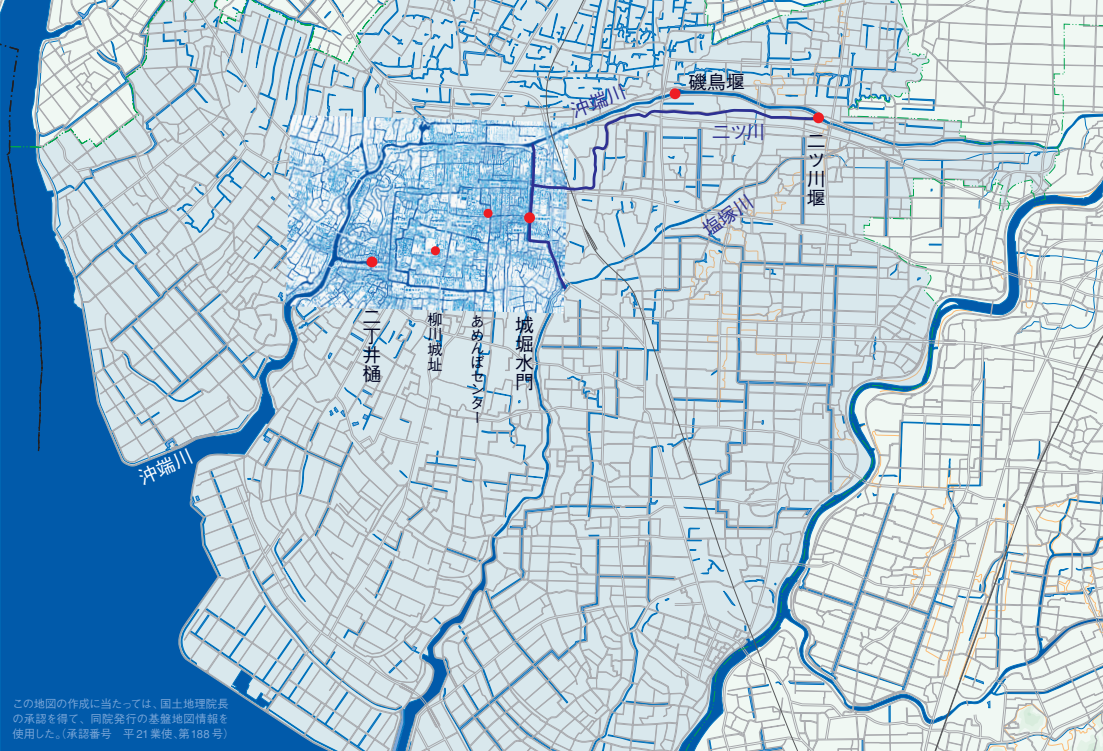 磯鳥堰
沖端川
二ツ川
二ツ川堰
塩塚川
二丁井樋
柳川城址
あめんぼセンター
城堀水門
沖端川
この地図の作成に当たっては、国土地理院長
の承認を得て、同院発行の基盤地図情報を
使用した。（承認番号　平21業使、第188号）